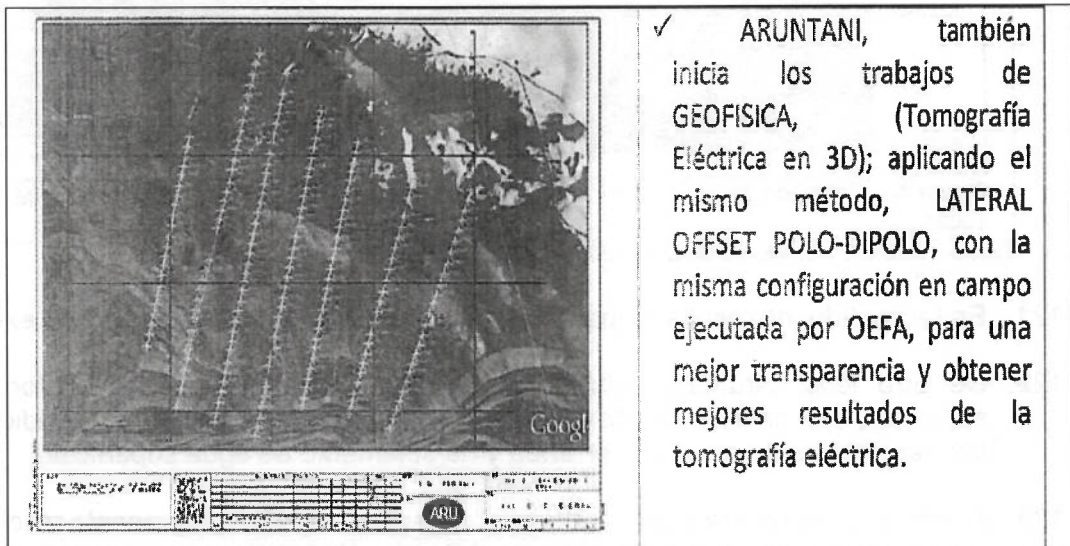 ✓ ARUNTANI, también
inicia los trabajos de
GEOFISICA, (Tomografía
Eléctrica en 3D); aplicando el
mismo método, LATERAL
OFFSET POLO-DIPOLO, con la
misma configuración en campo
ejecutada por OEFA, para una
mejor transparencia y obtener
mejores resultados de la
tomografía eléctrica.
Googl
ARU